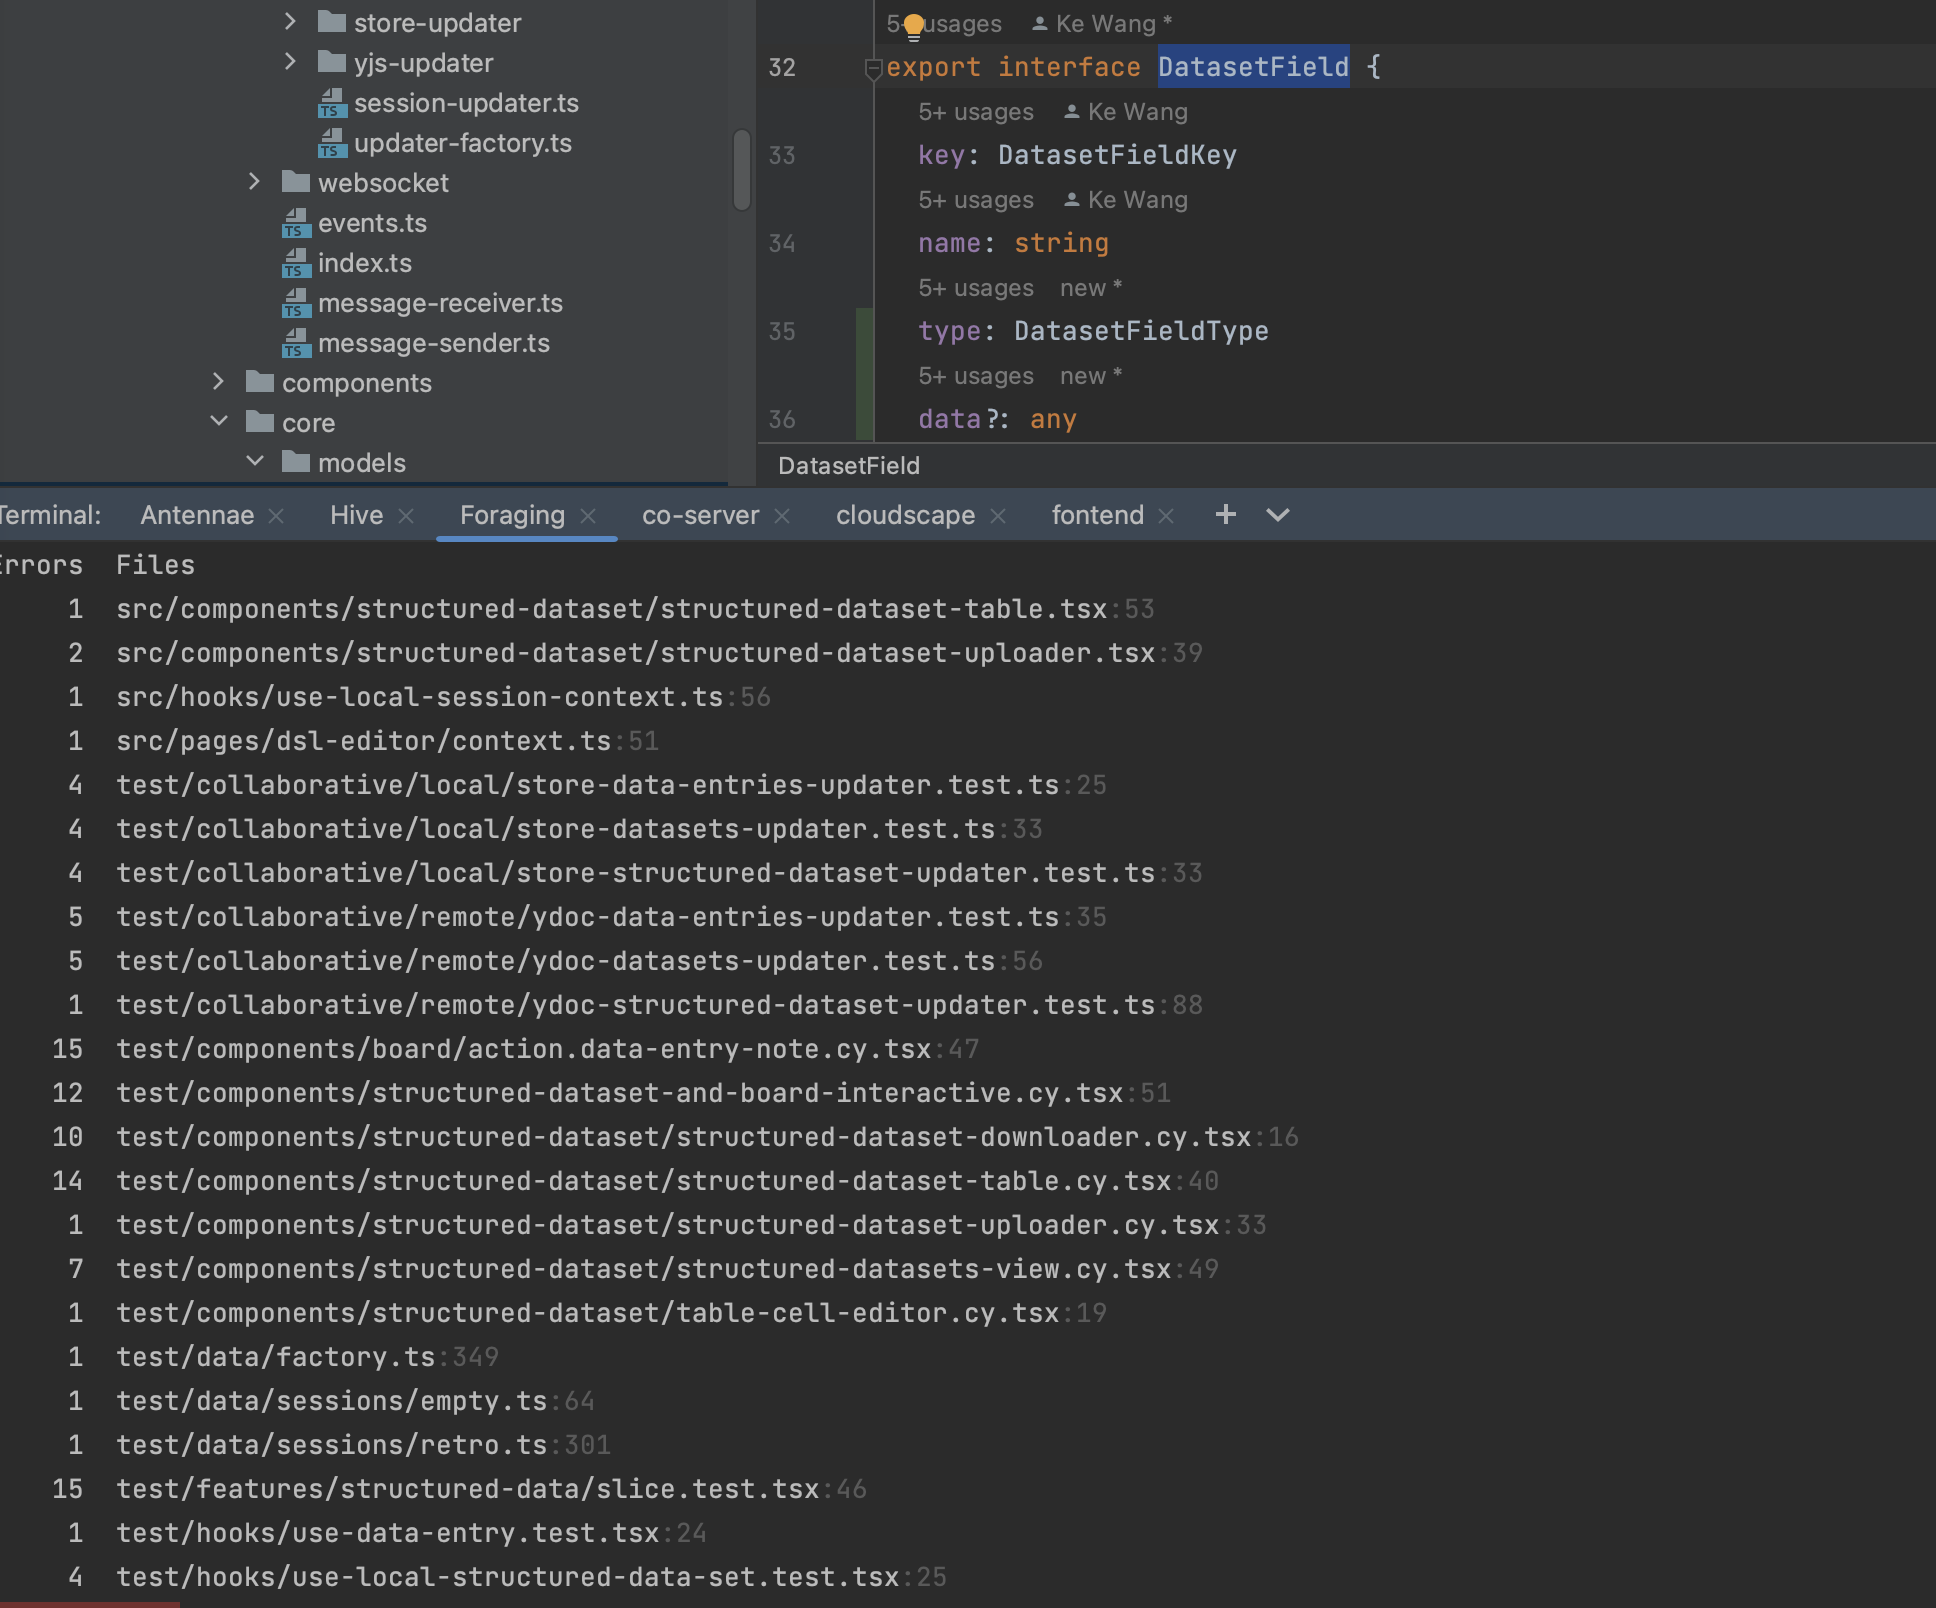 store-updater
yjs-updater
session-updater.ts
updater-factory.ts
websocket
events.ts
index.ts
message-receiver.ts
message-sender.ts
components
core
models
usages Ke Wang *
32 export interface DatasetField {
5+ usages Ke Wang
33 key: DatasetFieldKey
5+ usages Ke Wang
34 name: string
5+ usages new *
35 type: DatasetFieldType
5+ usages new *
36 data?: any
DatasetField
Terminal: Antennae Hive Foraging co-server cloudscape fontend
Errors Files
1 src/components/structured-dataset/structured-dataset-table.tsx:53
2 src/components/structured-dataset/structured-dataset-uploader.tsx:39
1 src/hooks/use-local-session-context.ts:56
1 src/pages/dsl-editor/context.ts:51
4 test/collaborative/local/store-data-entries-updater.test.ts:25
4 test/collaborative/local/store-datasets-updater.test.ts:33
4 test/collaborative/local/store-structured-dataset-updater.test.ts:33
5 test/collaborative/remote/ydoc-data-entries-updater.test.ts:35
5 test/collaborative/remote/ydoc-datasets-updater.test.ts:56
1 test/collaborative/remote/ydoc-structured-dataset-updater.test.ts:88
15 test/components/board/action.data-entry-note.cy.tsx:47
12 test/components/structured-dataset-and-board-interactive.cy.tsx:51
10 test/components/structured-dataset/structured-dataset-downloader.cy.tsx:16
14 test/components/structured-dataset/structured-dataset-table.cy.tsx:40
1 test/components/structured-dataset/structured-dataset-uploader.cy.tsx:33
7 test/components/structured-dataset/structured-datasets-view.cy.tsx:49
1 test/components/structured-dataset/table-cell-editor.cy.tsx:19
1 test/data/factory.ts:349
1 test/data/sessions/empty.ts:64
1 test/data/sessions/retro.ts:301
15 test/features/structured-data/slice.test.tsx:46
1 test/hooks/use-data-entry.test.tsx:24
4 test/hooks/use-local-structured-data-set.test.tsx:25